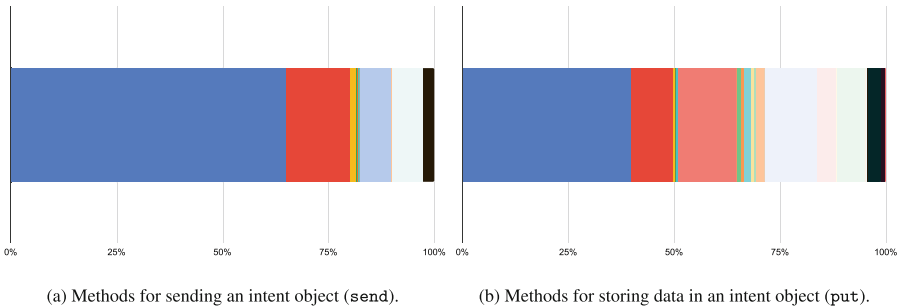 0% 25% 50% 75% 100% 0% 25% 50% 75% 100%
(a) Methods for sending an intent object (send). (b) Methods for storing data in an intent object (put).